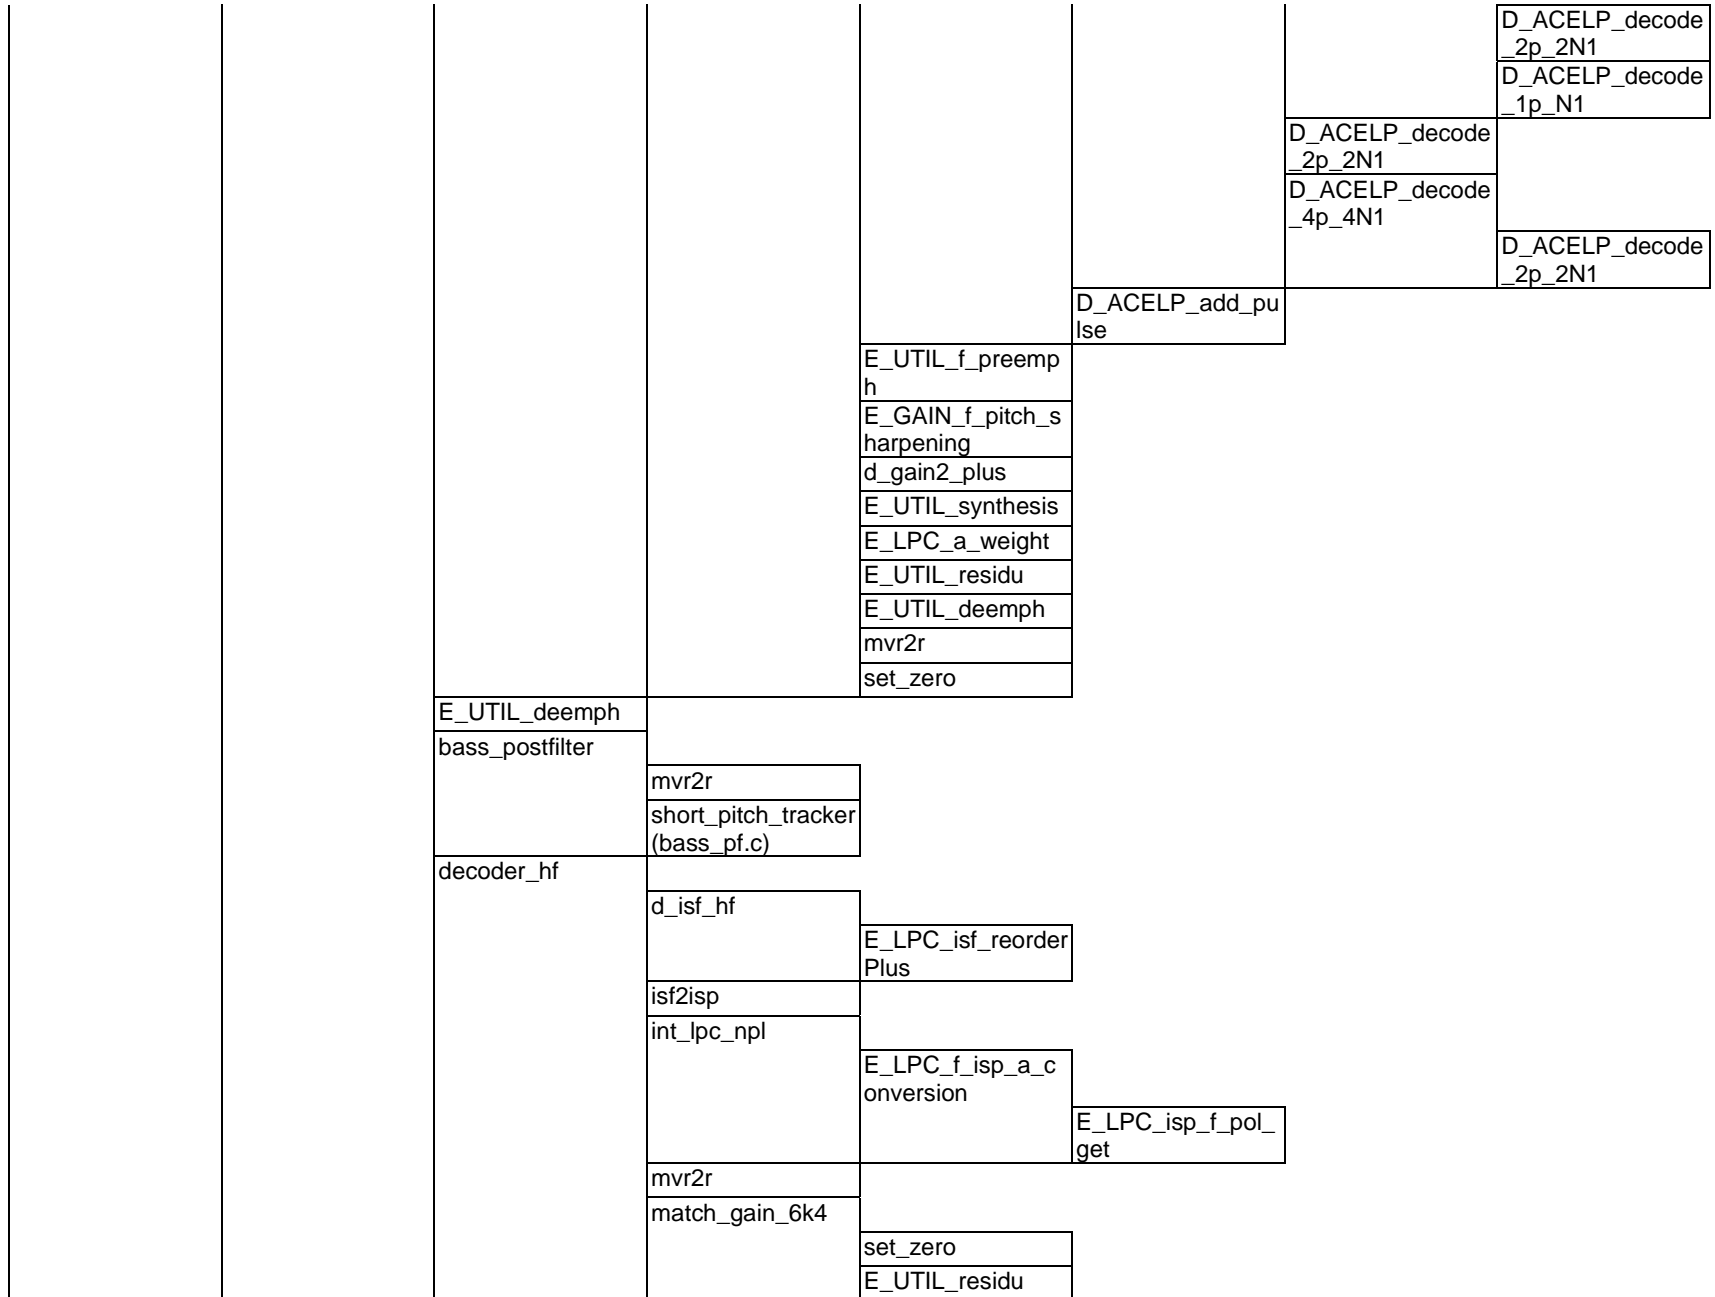 D_ACELP_decode
_2p_2N1
D_ACELP_decode
_1p_N1
D_ACELP_decode
_2p_2N1
D_ACELP_decode
_4p_4N1
D_ACELP_decode
_2p_2N1
D_ACELP_add_pu
lse
E_UTIL_f_preemp
h
E_GAIN_f_pitch_s
harpening
d_gain2_plus
E_UTIL_synthesis
E_LPC_a_weight
E_UTIL_residu
E_UTIL_deemph
mvr2r
set_zero
E_UTIL_deemph
bass_postfilter
mvr2r
short_pitch_tracker
(bass_pf.c)
decoder_hf
d_isf_hf
E_LPC_isf_reorder
Plus
isf2isp
int_lpc_npl
E_LPC_f_isp_a_c
onversion
E_LPC_isp_f_pol_
get
mvr2r
match_gain_6k4
set_zero
E_UTIL_residu